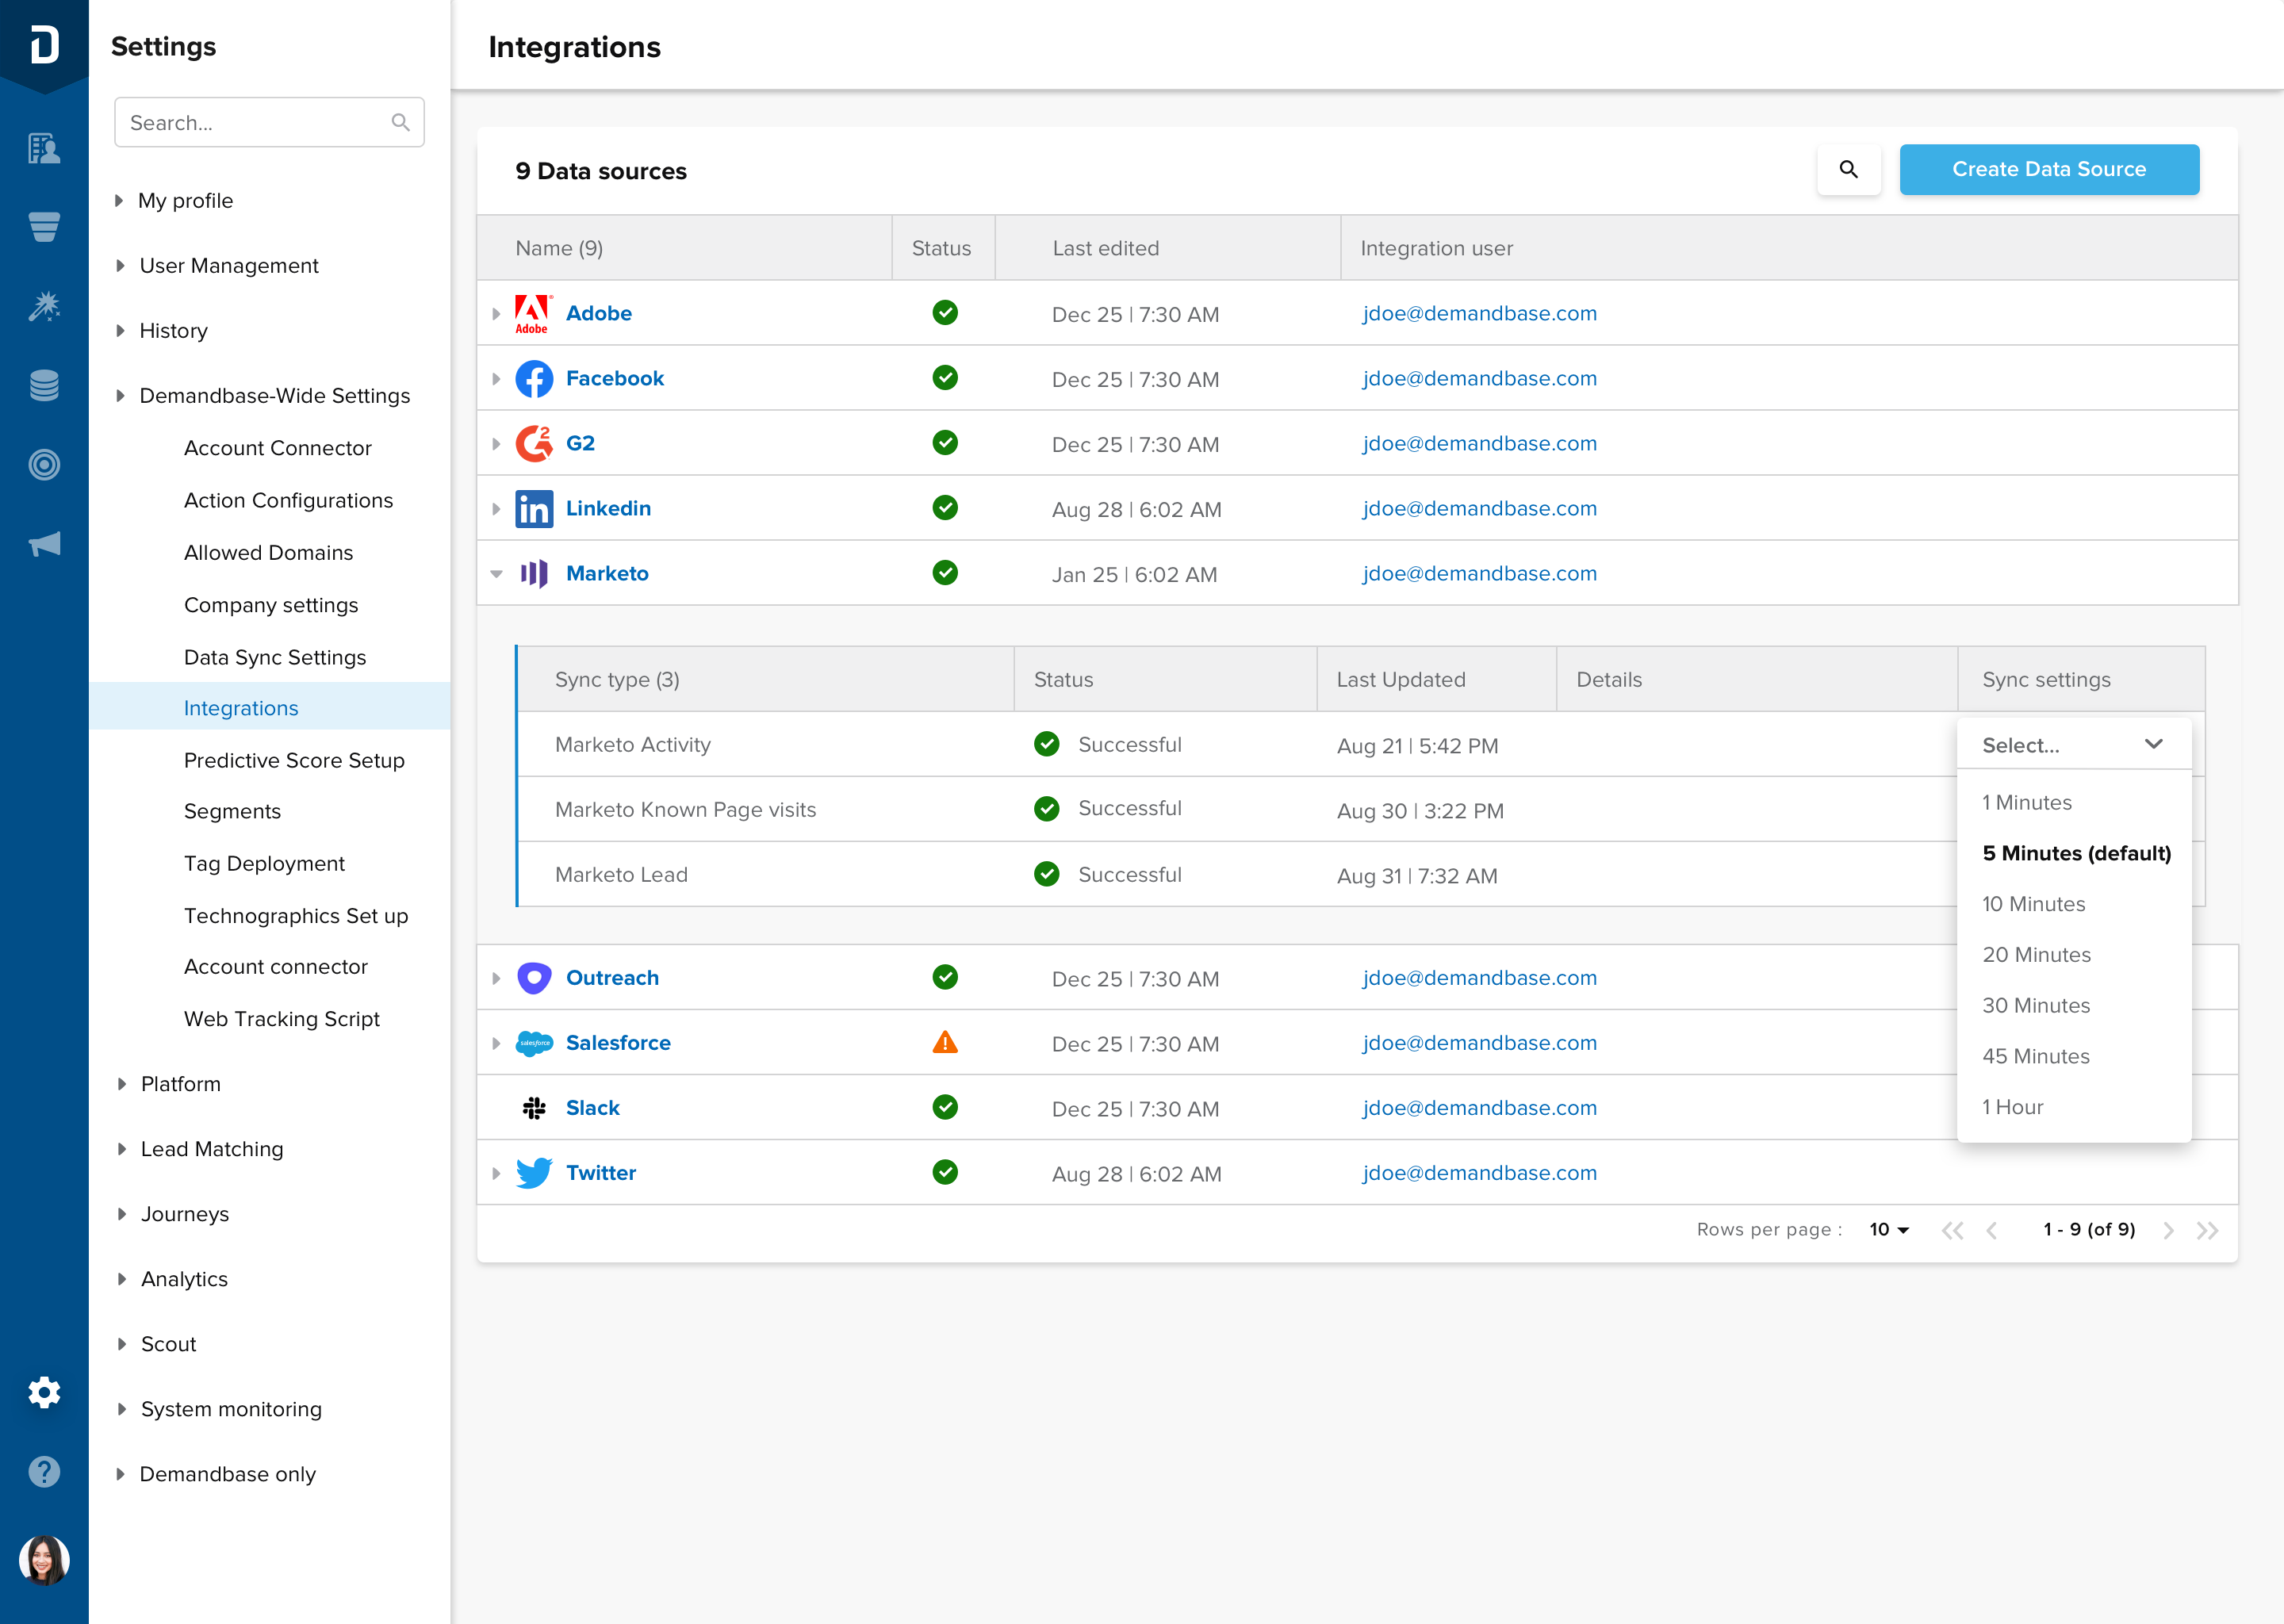 Settings
Search...
My profile
User Management
History
Demandbase-Wide Settings
Account Connector
Action Configurations
Allowed Domains
Company settings
Data Sync Settings
Integrations
Predictive Score Setup
Segments
Tag Deployment
Technographics Set up
Account connector
Web Tracking Script
Platform
Lead Matching
Journeys
Analytics
Scout
System monitoring
Demandbase only
Integrations
9 Data sources
Create Data Source
Name (9) Status Last edited Integration user
Adobe Adobe Dec 25 | 7:30 AM jdoe@demandbase.com
Facebook Dec 25 | 7:30 AM jdoe@demandbase.com
G2 Dec 25 | 7:30 AM jdoe@demandbase.com
in Linkedin Aug 28 | 6:02 AM jdoe@demandbase.com
Marketo Jan 25 | 6:02 AM jdoe@demandbase.com
Sync type (3) Status Last Updated Details Sync settings
Marketo Activity Successful Aug 21 | 5:42 PM Select...
Marketo Known Page visits Successful Aug 30 | 3:22 PM
Marketo Lead Successful Aug 31 | 7:32 AM
1 Minutes
5 Minutes (default)
10 Minutes
20 Minutes
30 Minutes
45 Minutes
1 Hour
Outreach Dec 25 | 7:30 AM jdoe@demandbase.com
salesforce Salesforce Dec 25 | 7:30 AM jdoe@demandbase.com
Slack Dec 25 | 7:30 AM jdoe@demandbase.com
Twitter Aug 28 | 6:02 AM jdoe@demandbase.com
Rows per page : 10 1 - 9 (of 9)